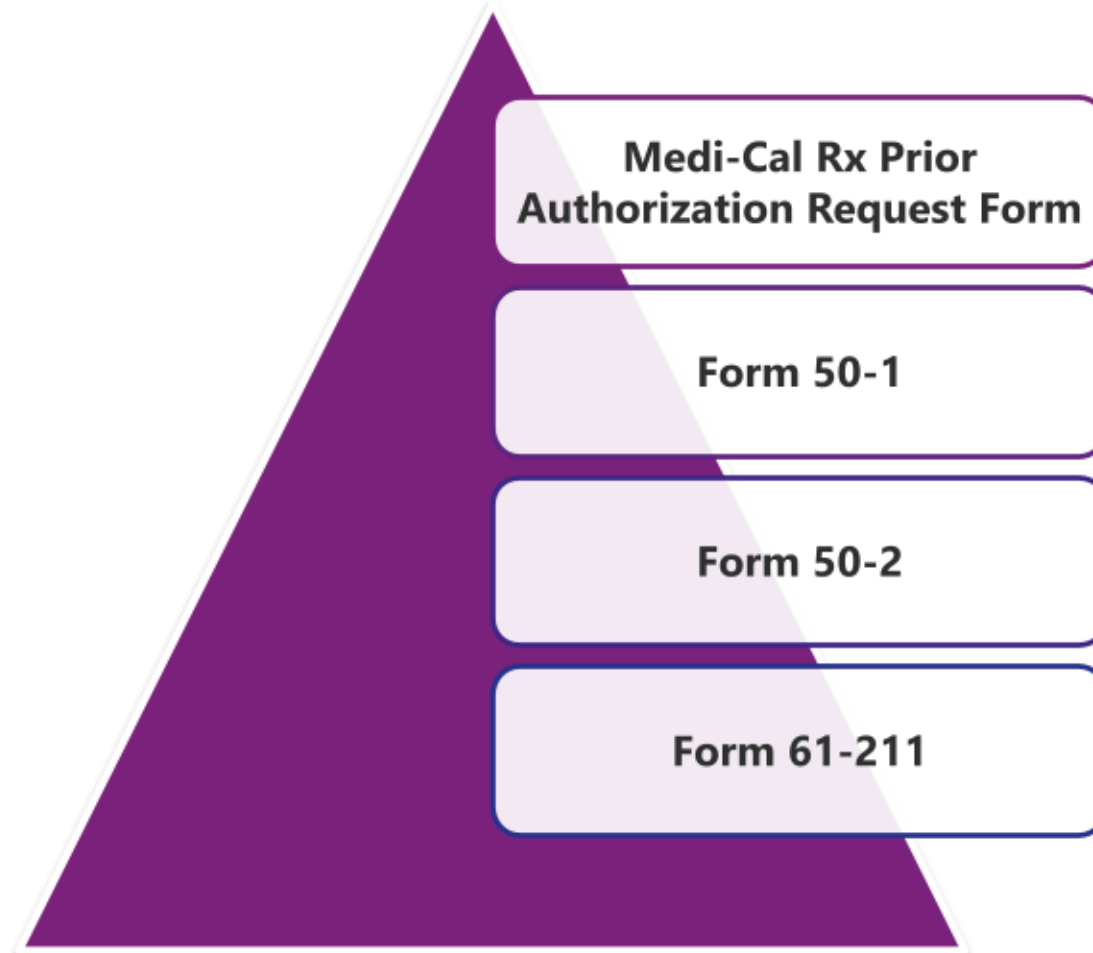 Medi-Cal Rx Prior
Authorization Request Form
Form 50-1
Form 50-2
Form 61-211